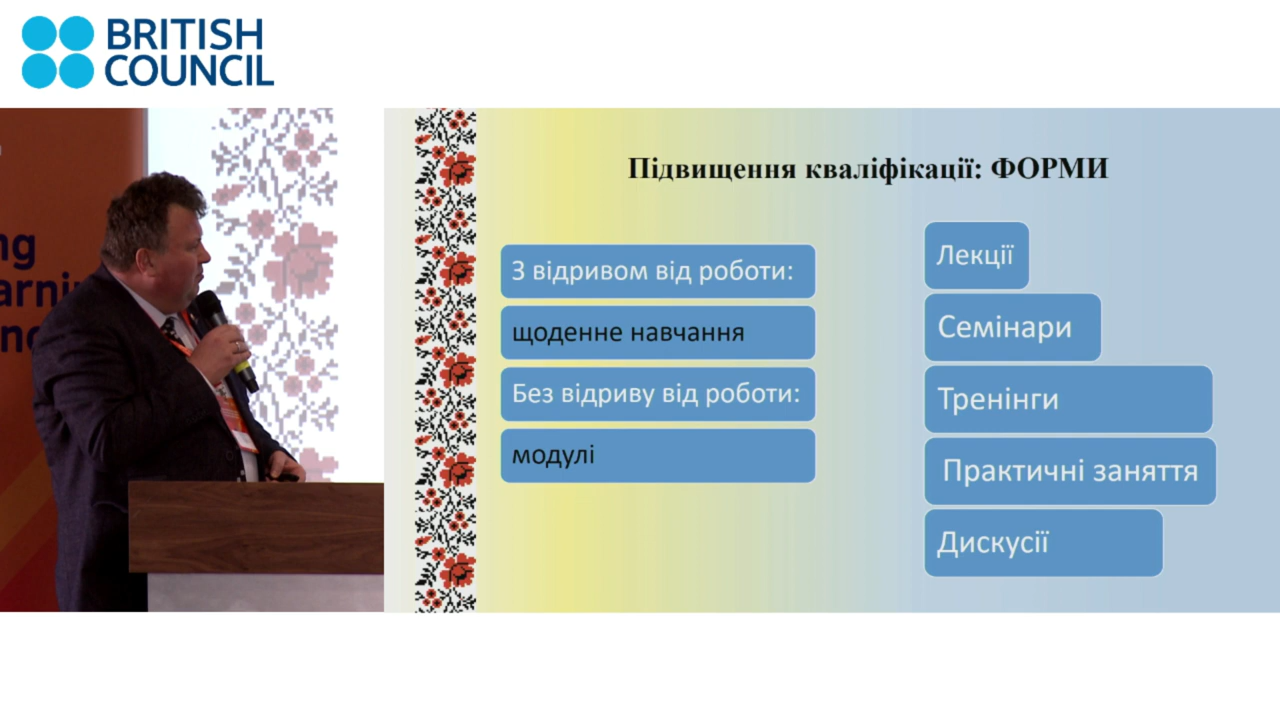 BRITISH
COUNCIL
Підвищення кваліфікації: ФОРМИ
З відривом від роботи:
щоденне навчання
Без відриву від роботи:
модулі
Лекції
Семінари
Тренінги
Практичні заняття
Дискусії